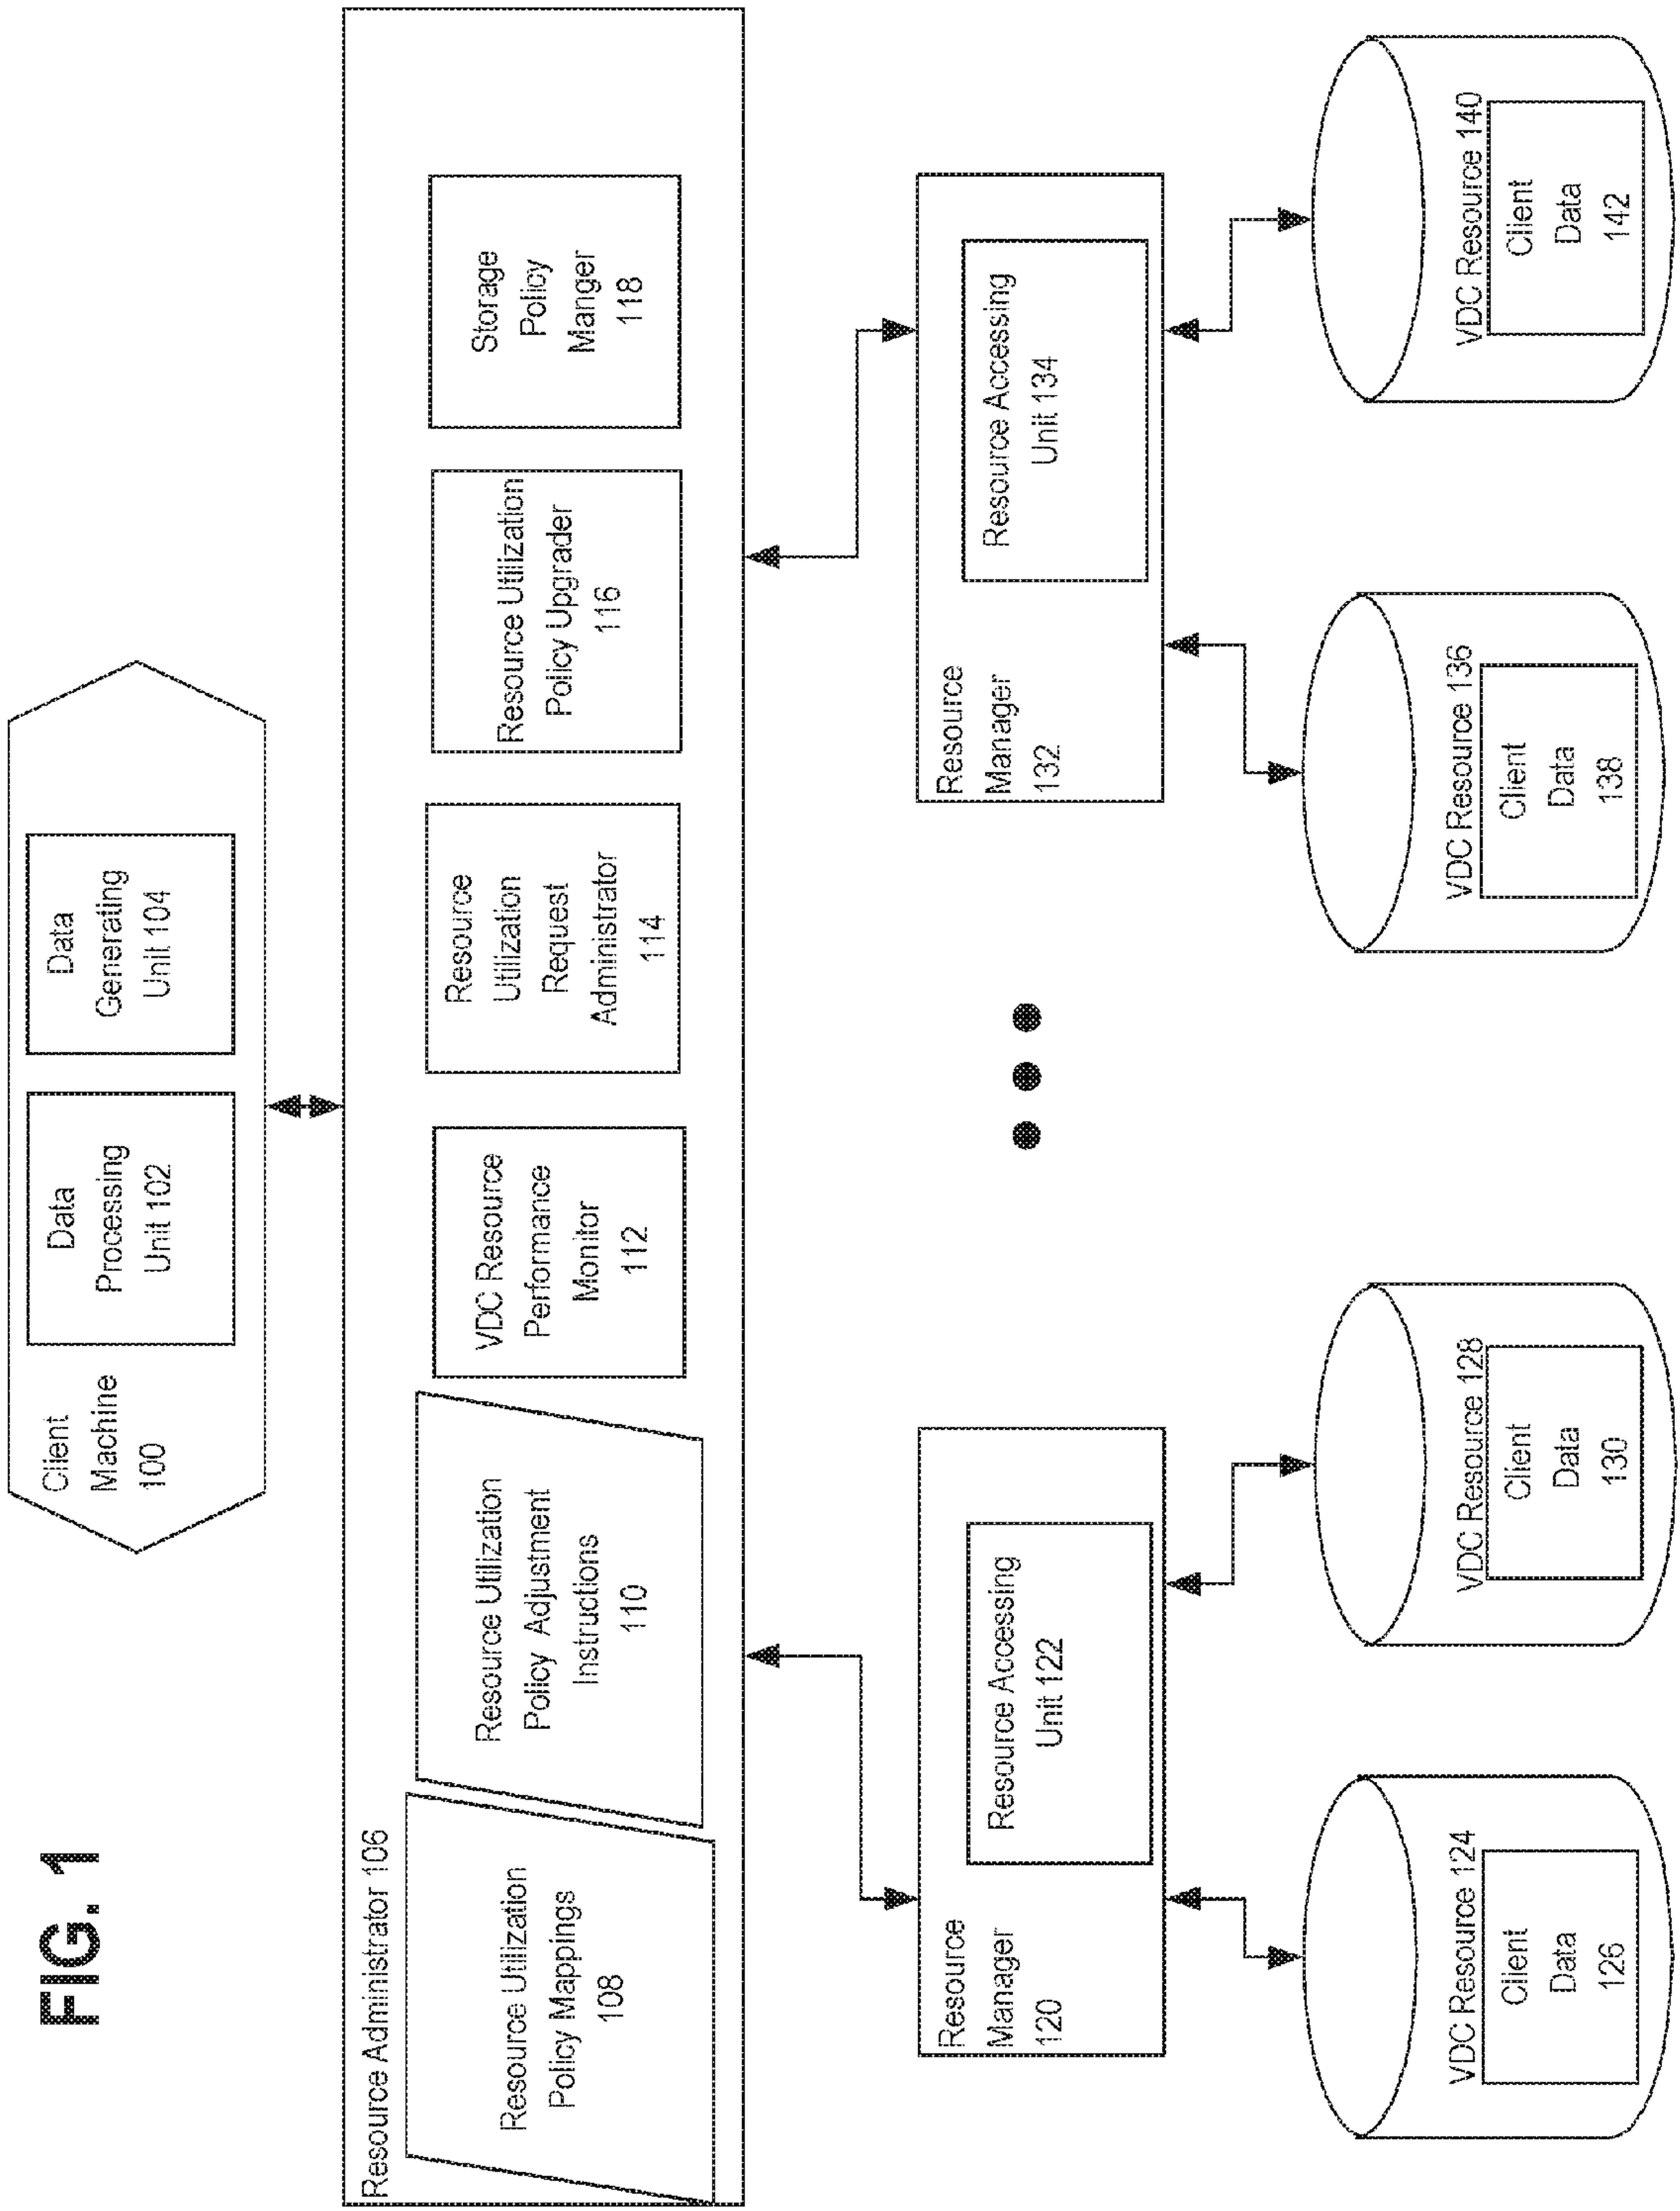 FIG. 1
Client
Machine
100
Data
Processing
Unit 102
Data
Generating
Unit 104
Resource Administrator 106
Resource Utilization
Policy Mappings
108
Resource Utilization
Policy Adjustment
Instructions
110
VDC Resource
Performance
Monitor
112
Resource
Utilization
Request
Administrator
114
Resource Utilization
Policy Upgrader
116
Storage
Policy
Manger
118
Resource
Manager
120
Resource Accessing
Unit 122
Resource
Manager
132
Resource Accessing
Unit 134
VDC Resource 124
Client
Data
126
VDC Resource 128
Client
Data
130
VDC Resource 136
Client
Data
138
VDC Resource 140
Client
Data
142